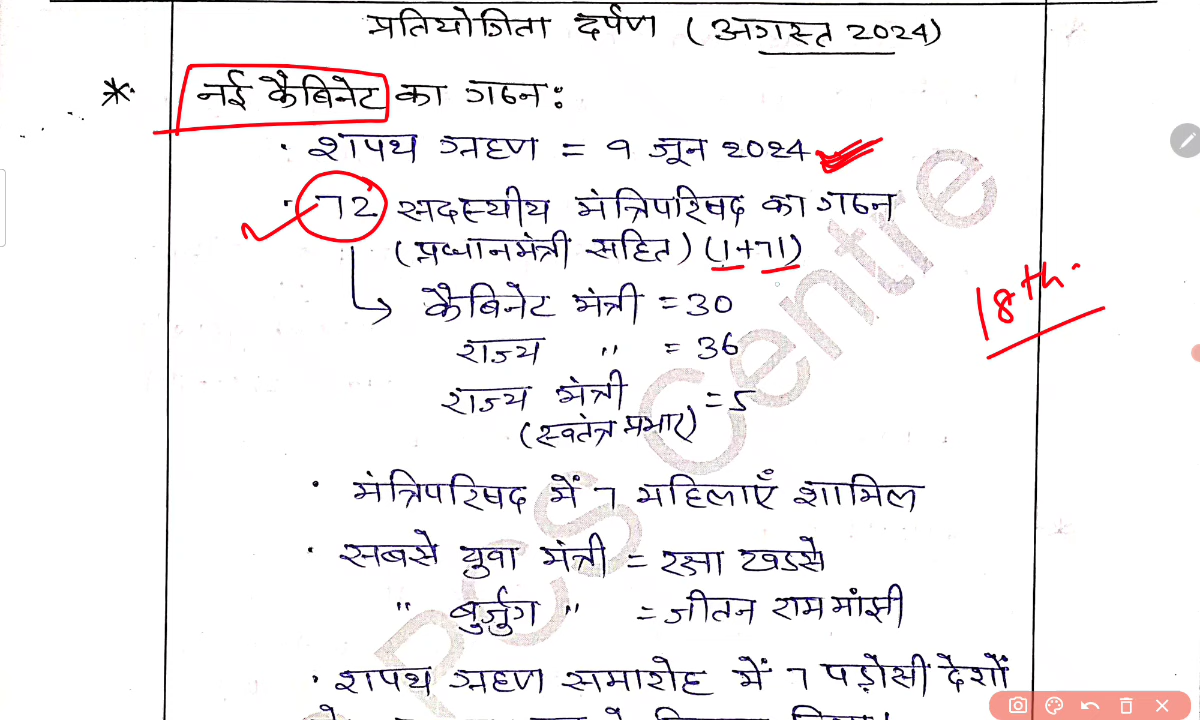 प्रतियोगिता दर्पण (अगस्त 2024)
* नई कैबिनेट का गठन:
· शपथ ग्रहण = 9 जून 2024
· 72 सदस्यीय मंत्रिपरिषद का गठन
(प्रधानमंत्री सहित) (1+71)
18th.
कैबिनेट मंत्री = 30
राज्य " = 36
राज्य मंत्री = 5
(स्वतंत्र प्रभार)
· मंत्रिपरिषद में 7 महिलाएँ शामिल
· सबसे युवा मंत्री = रक्षा खडसे
" बुर्जुग " = जीतन राम मांझी
· शपथ ग्रहण समारोह में 7 पड़ोसी देशों
PCS Centre